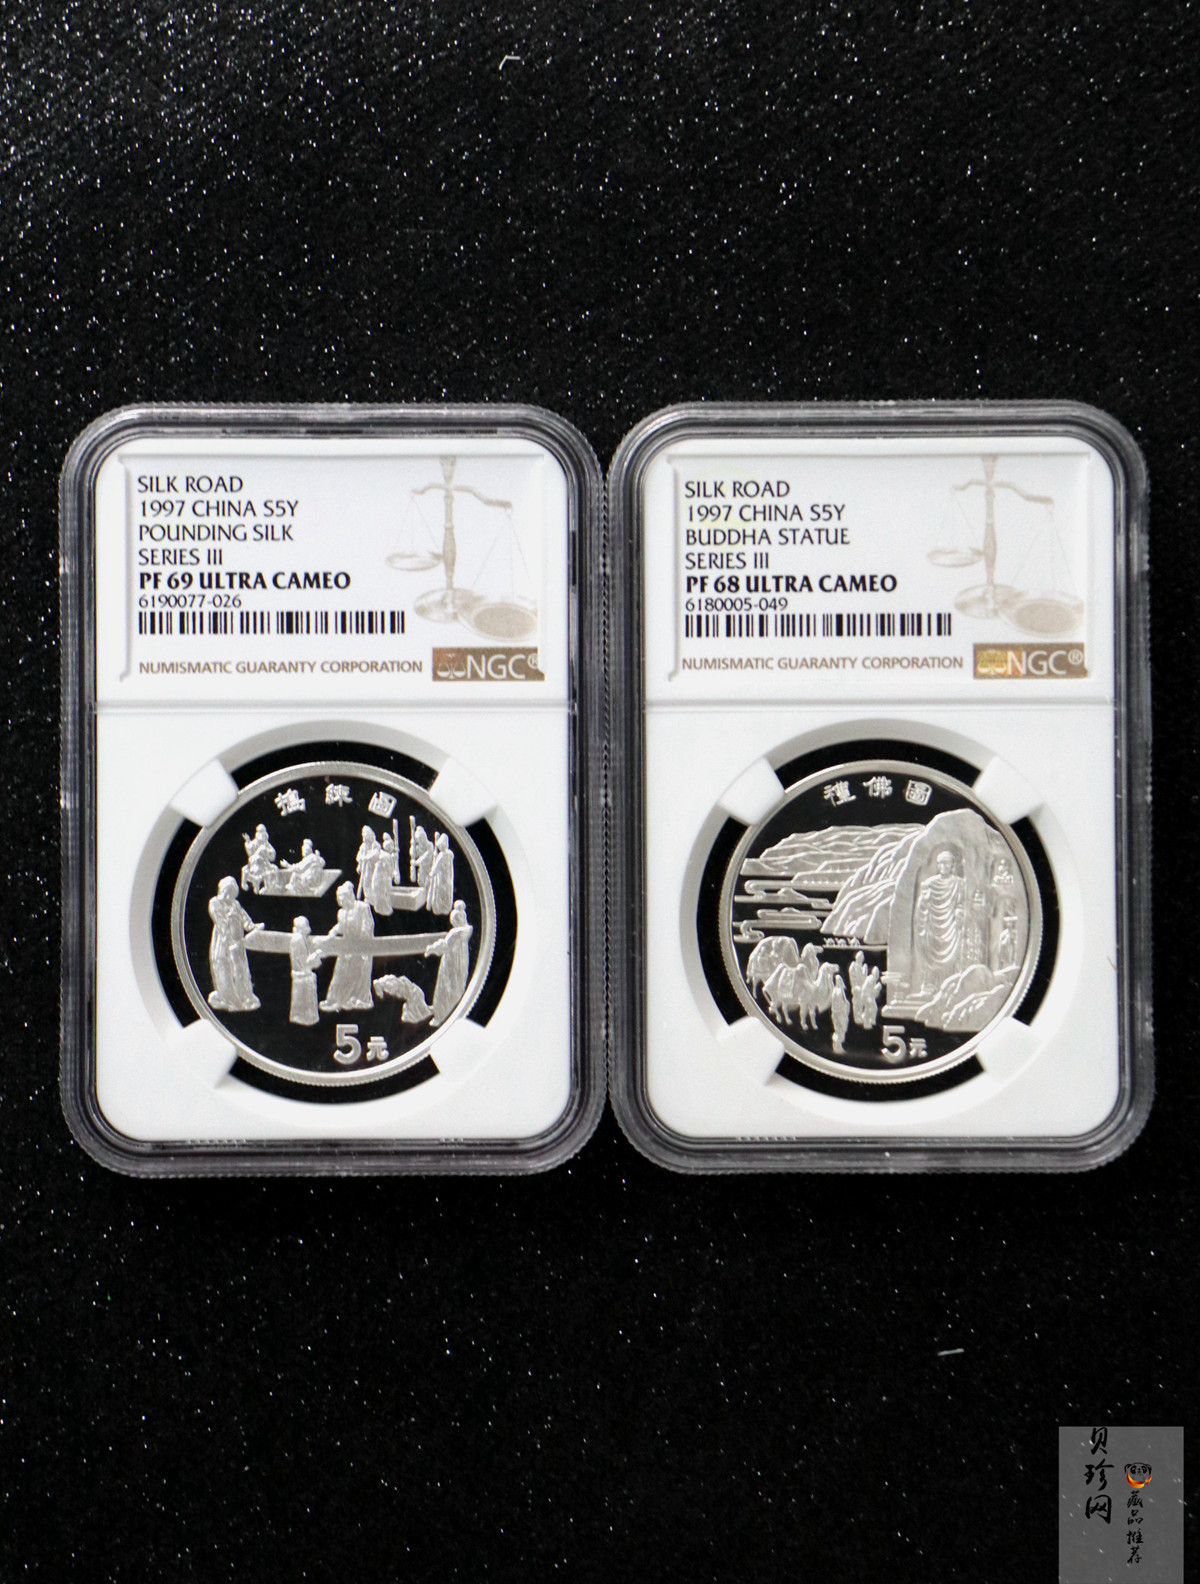 SILK ROAD
1997 CHINA S5Y
POUNDING SILK
SERIES III
PF 69 ULTRA CAMEO
6190077-026
NUMISMATIC GUARANTY CORPORATION
NGC®
搗練圖
5元
SILK ROAD
1997 CHINA S5Y
BUDDHA STATUE
SERIES III
PF 68 ULTRA CAMEO
6180005-049
NUMISMATIC GUARANTY CORPORATION
NGC®
禮佛圖
5元
贝珍网
藏品推荐